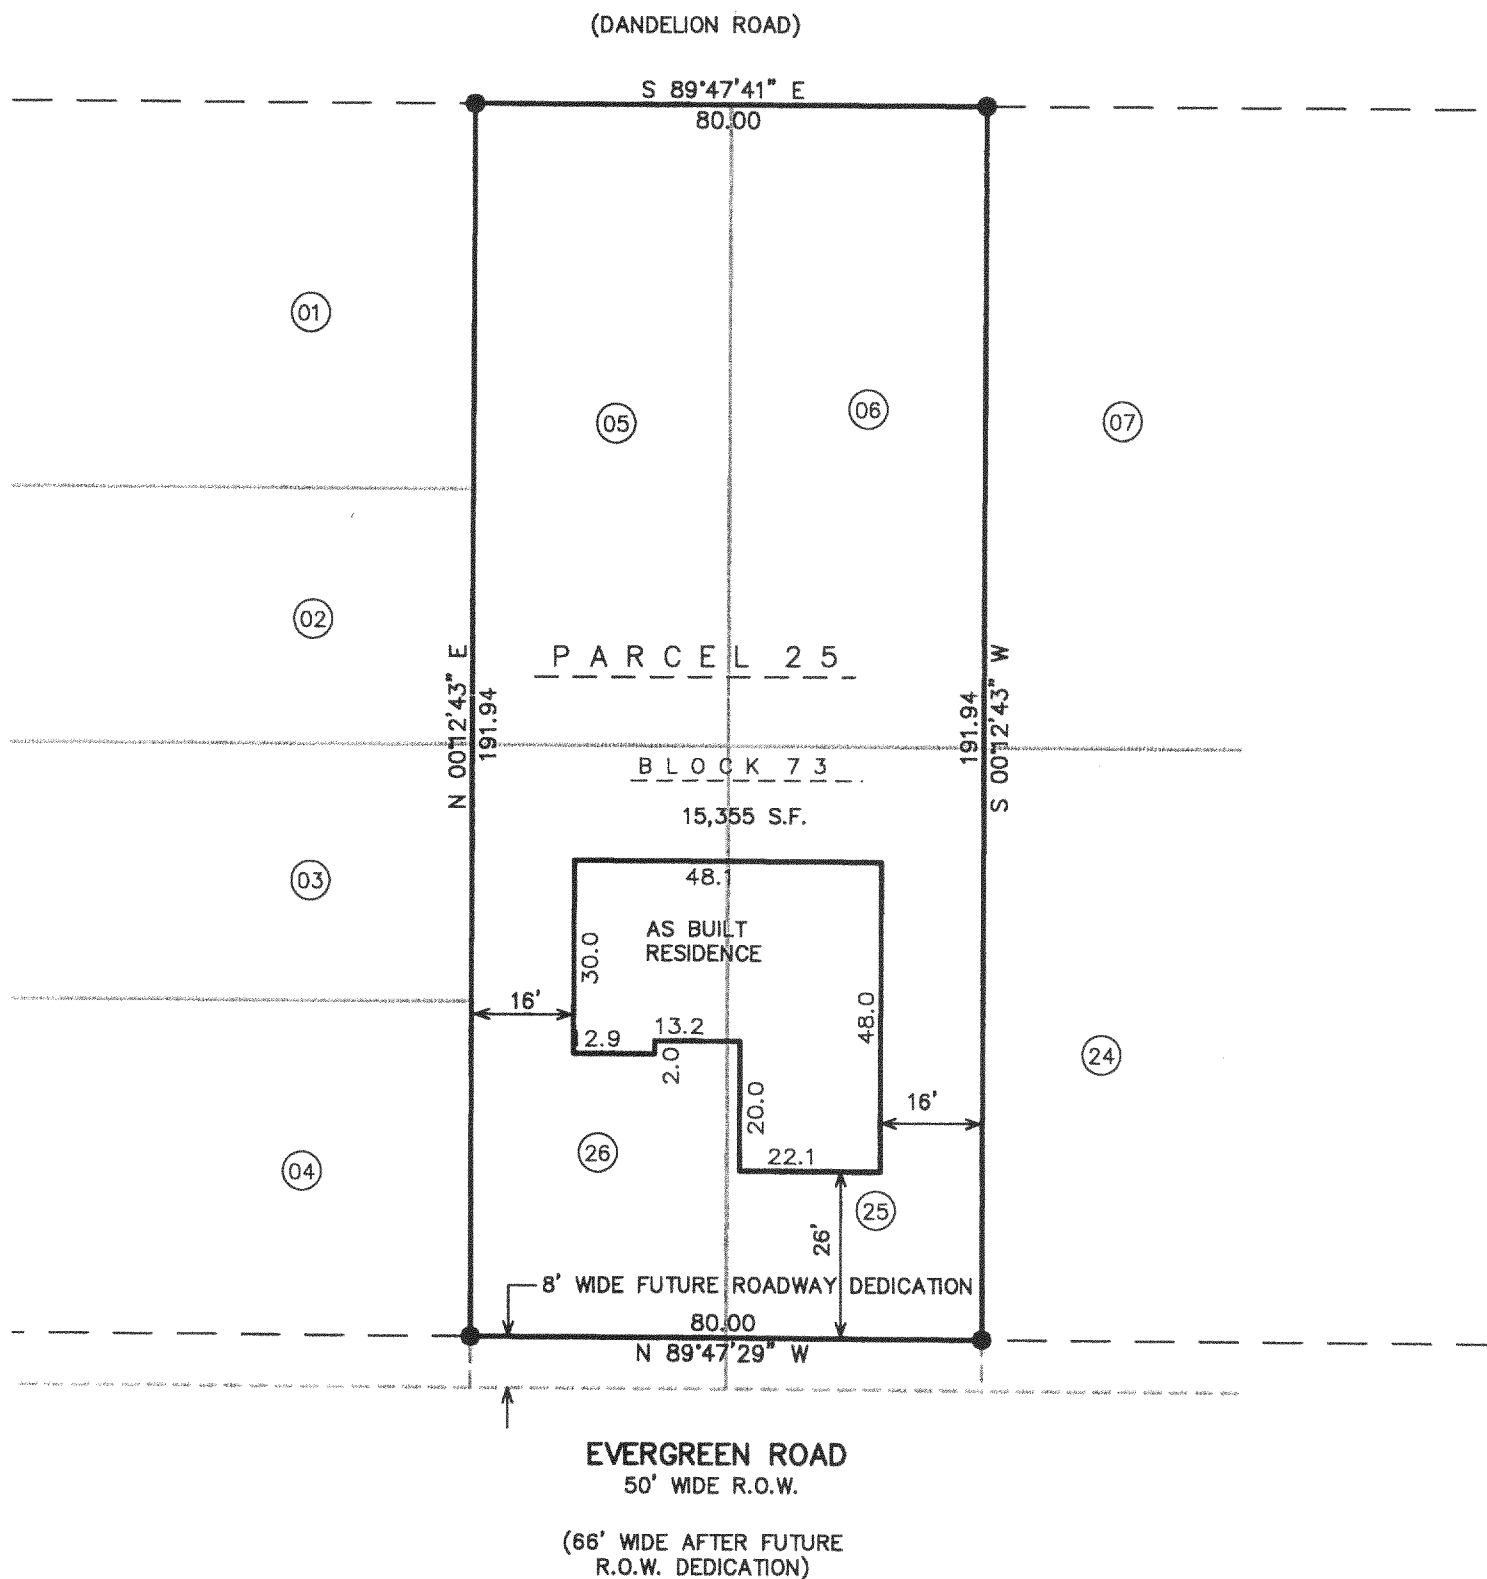 (DANDELION ROAD)
S 89°47'41" E
80.00
01
06
05
07
02
PARCEL 25
N 00°12'43" E
191.94
191.94
S 00°12'43" W
BLOCK 73
15,355 S.F.
48.1
03
AS BUILT
RESIDENCE
30.0
16'
48.0
13.2
2.9
2.0
24
20.0
16'
26
22.1
04
25
26'
8' WIDE FUTURE ROADWAY DEDICATION
80.00
N 89°47'29" W
EVERGREEN ROAD
50' WIDE R.O.W.
(66' WIDE AFTER FUTURE
R.O.W. DEDICATION)